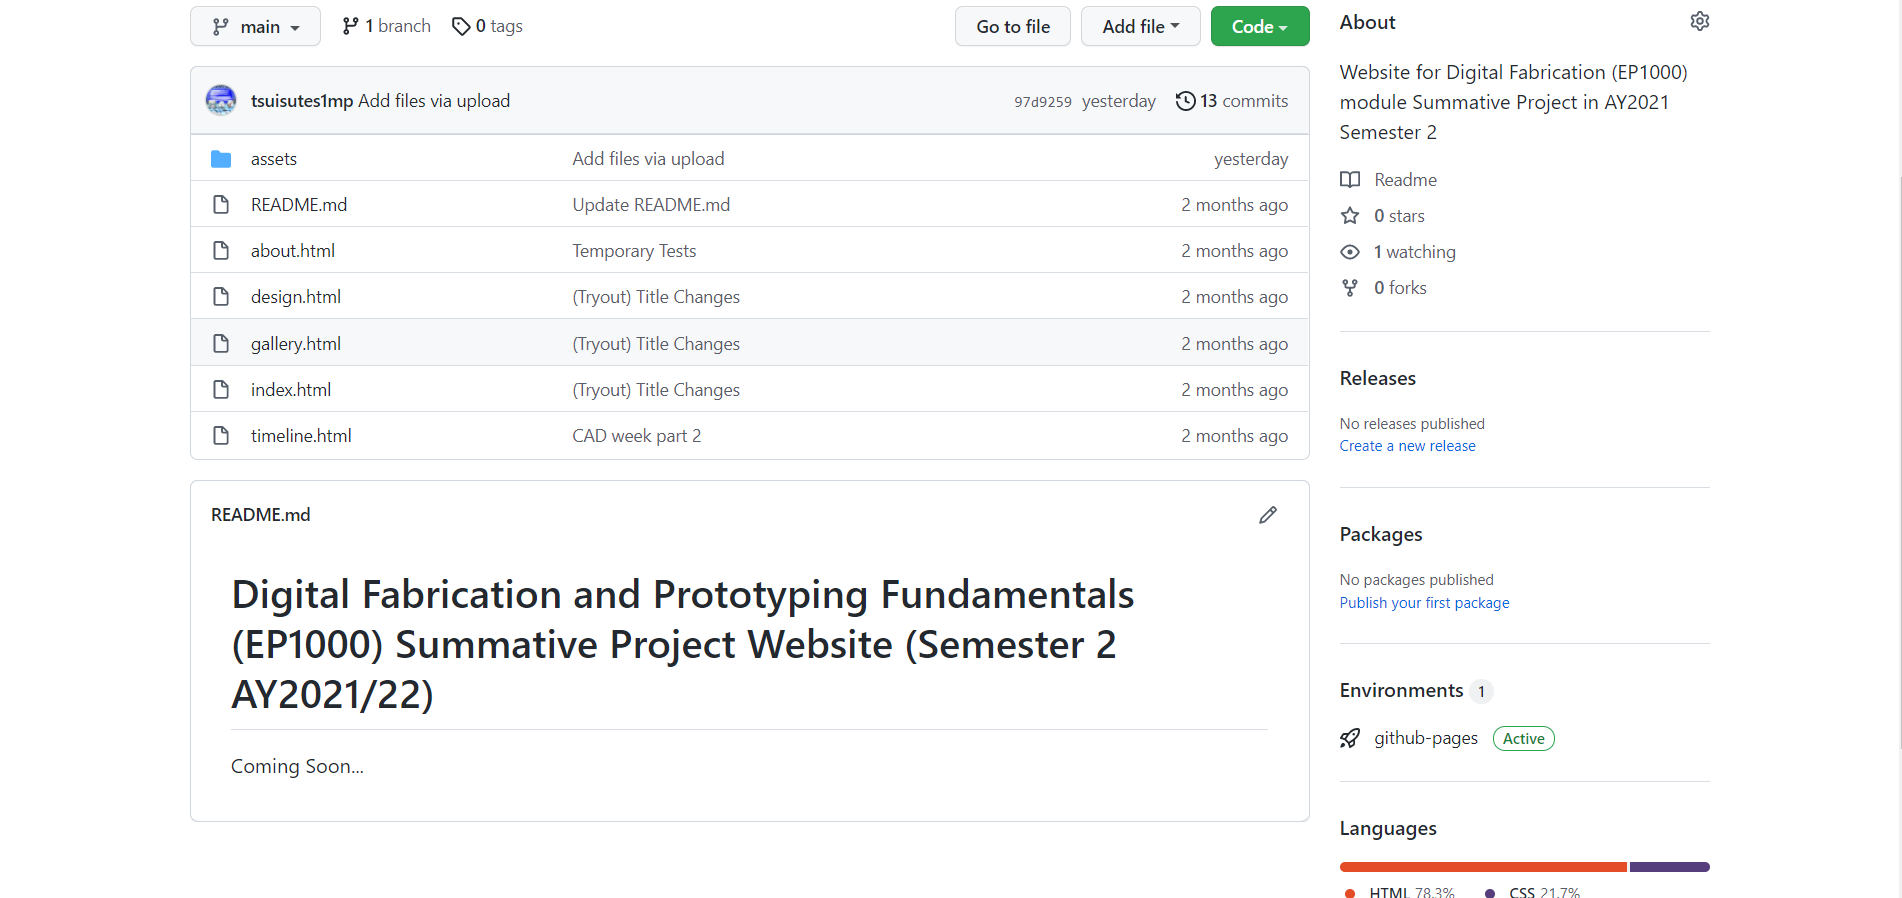 main 1 branch 0 tags Go to file Add file Code
tsuisutes1mp Add files via upload 97d9259 yesterday 13 commits
assets Add files via upload yesterday
README.md Update README.md 2 months ago
about.html Temporary Tests 2 months ago
design.html (Tryout) Title Changes 2 months ago
gallery.html (Tryout) Title Changes 2 months ago
index.html (Tryout) Title Changes 2 months ago
timeline.html CAD week part 2 2 months ago
README.md
Digital Fabrication and Prototyping Fundamentals
(EP1000) Summative Project Website (Semester 2
AY2021/22)
Coming Soon...
About
Website for Digital Fabrication (EP1000)
module Summative Project in AY2021
Semester 2
Readme
0 stars
1 watching
0 forks
Releases
No releases published
Create a new release
Packages
No packages published
Publish your first package
Environments 1
github-pages Active
Languages
HTML 78.3% CSS 21.7%